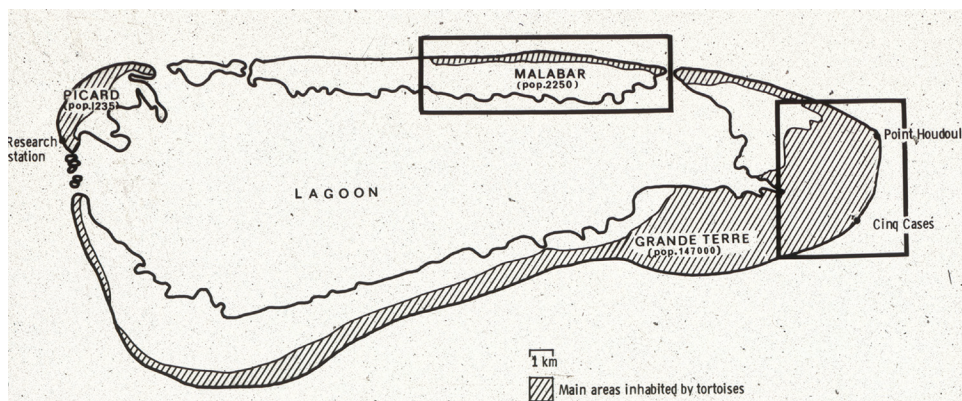 PICARD
(pop.1235)
Research
station
MALABAR
(pop.2250)
Point Houdoul
LAGOON
Cinq Cases
GRANDE TERRE
(pop.147000)
1 km
Main areas inhabited by tortoises